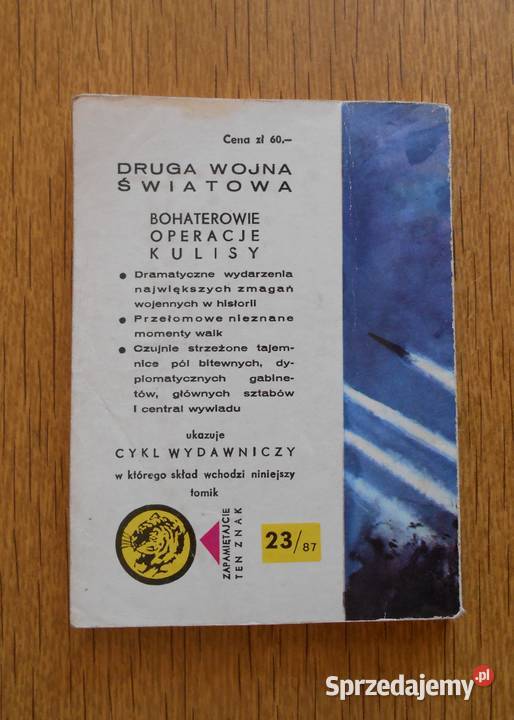 Cena zł 60,—
DRUGA WOJNA
ŚWIATOWA
BOHATEROWIE
OPERACJE
KULISY
● Dramatyczne wydarzenia
największych zmagań
wojennych w historii
● Przełomowe nieznane
momenty walk
● Czujnie strzeżone tajem-
nice pól bitewnych, dy-
plomatycznych gabine-
tów, głównych sztabów
i central wywiadu
ukazuje
CYKL WYDAWNICZY
w którego skład wchodzi niniejszy
tomik
ZAPAMIĘTAJCIE
TEN ZNAK
23/87
Sprzedajemy.pl